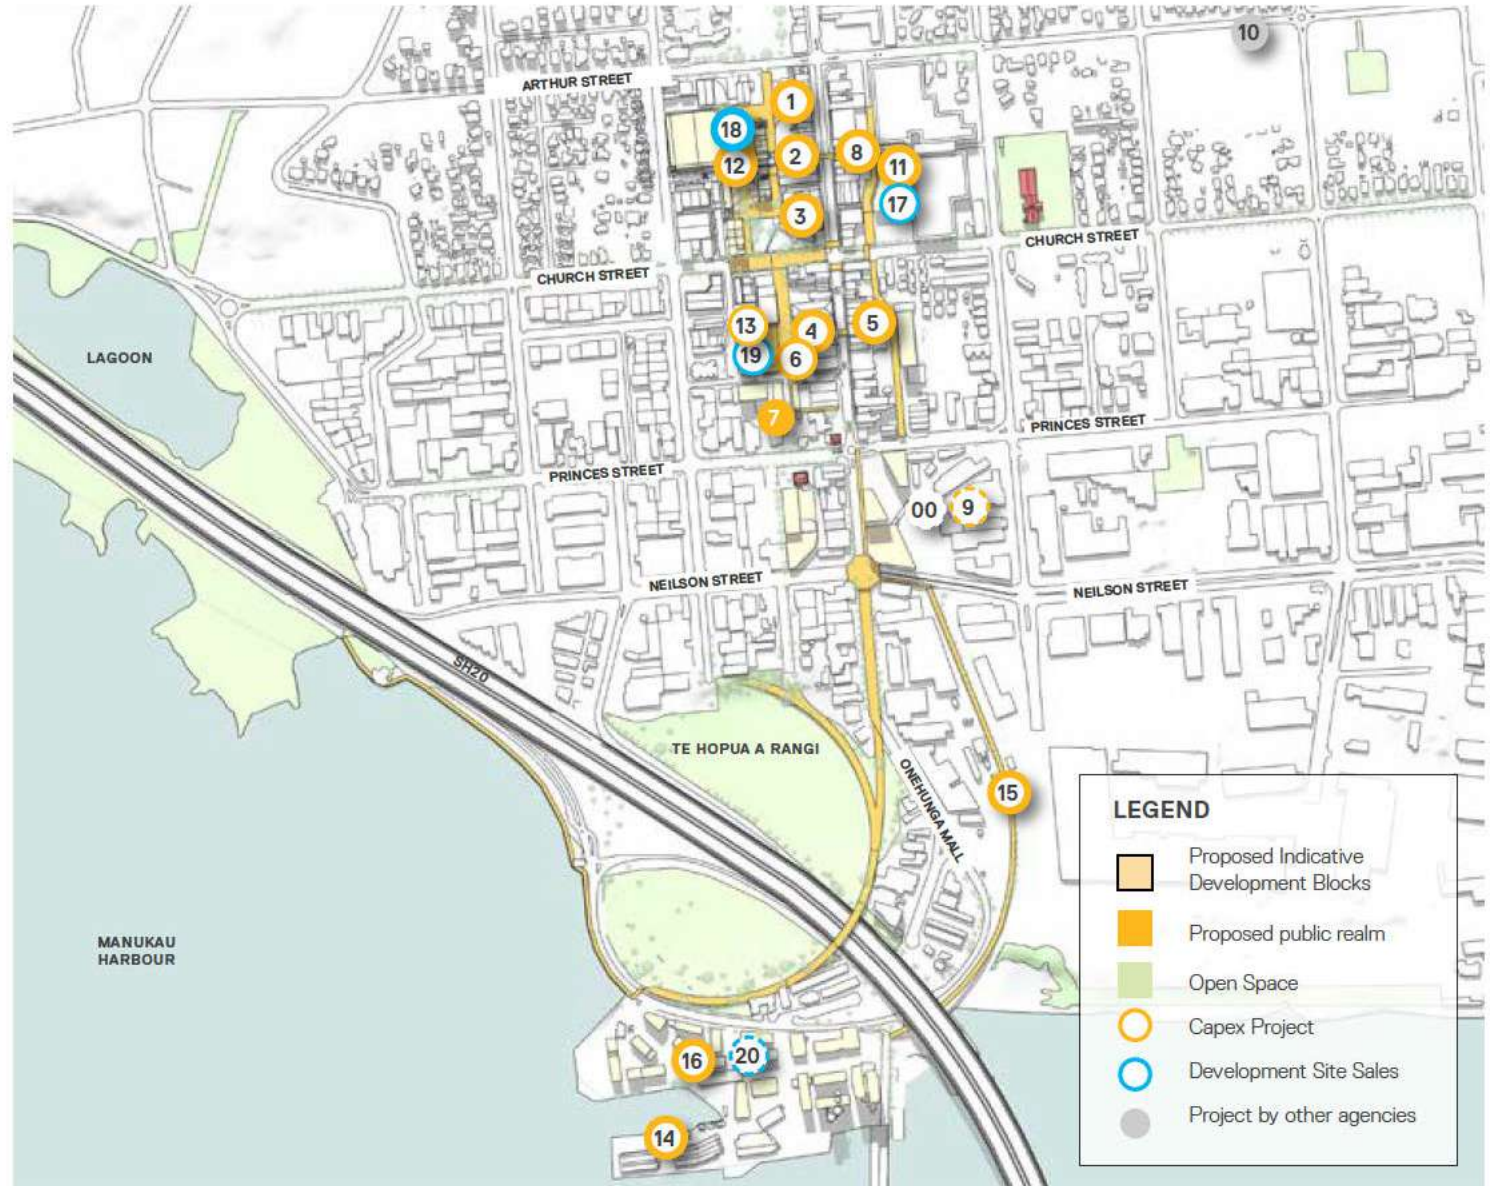 10
ARTHUR STREET
1
18
2
8
12
11
17
3
CHURCH STREET
CHURCH STREET
13
4
5
LAGOON
19
6
7
PRINCES STREET
PRINCES STREET
00
9
NEILSON STREET
NEILSON STREET
SH20
TE HOPUA A RANGI
ONEHUNGA MALL
15
LEGEND
Proposed Indicative
Development Blocks
Proposed public realm
Open Space
Capex Project
Development Site Sales
Project by other agencies
MANUKAU
HARBOUR
16
20
14